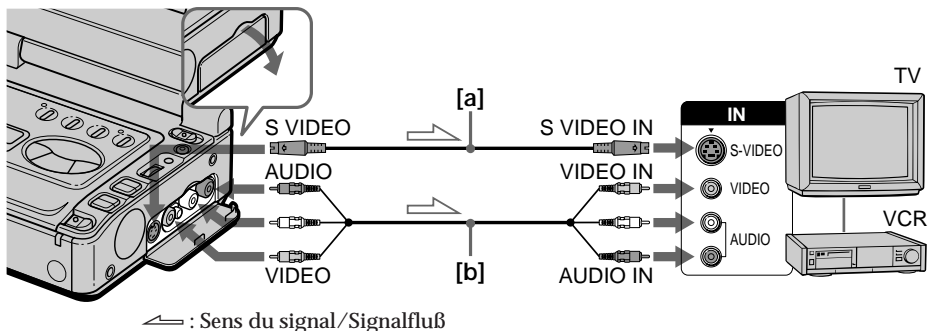 [a]
TV
IN
S VIDEO
S VIDEO IN
S-VIDEO
AUDIO
VIDEO IN
VIDEO
VCR
AUDIO
VIDEO
[b]
AUDIO IN
: Sens du signal/Signalfluß